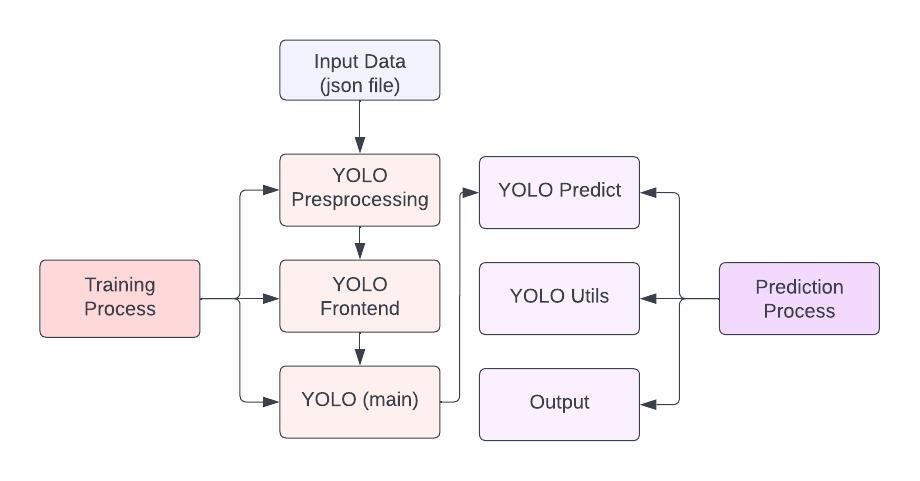 Input Data
(json file)
YOLO
Presprocessing
YOLO Predict
Training
Process
YOLO
Frontend
YOLO Utils
Prediction
Process
YOLO (main)
Output